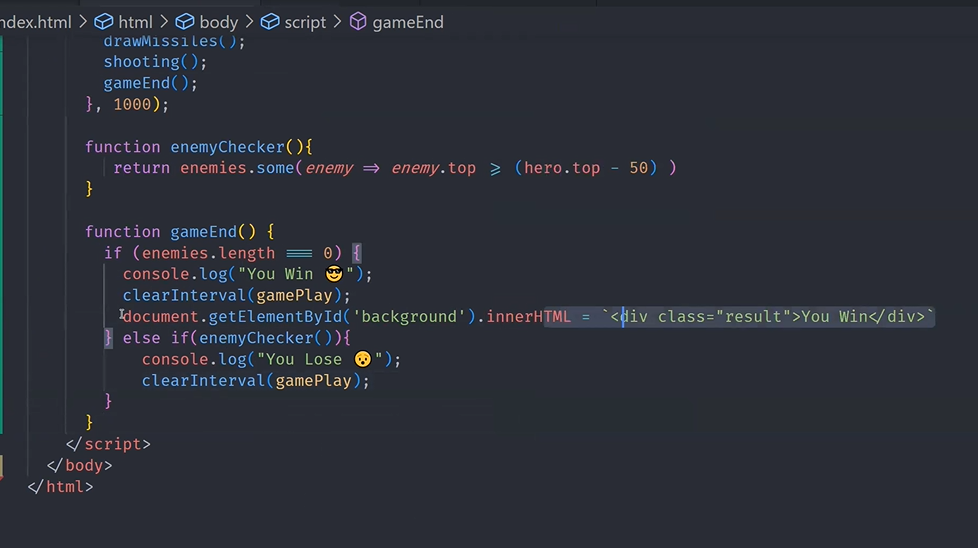 ndex.html > html > body > script > gameEnd
drawMissiles();
shooting();
gameEnd();
}, 1000);
function enemyChecker(){
return enemies.some(enemy => enemy.top >= (hero.top - 50) )
}
function gameEnd() {
if (enemies.length === 0) {
console.log("You Win 😎");
clearInterval(gamePlay);
document.getElementById('background').innerHTML = `<div class="result">You Win</div>`
} else if(enemyChecker()){
console.log("You Lose 😯");
clearInterval(gamePlay);
}
}
</script>
</body>
</html>